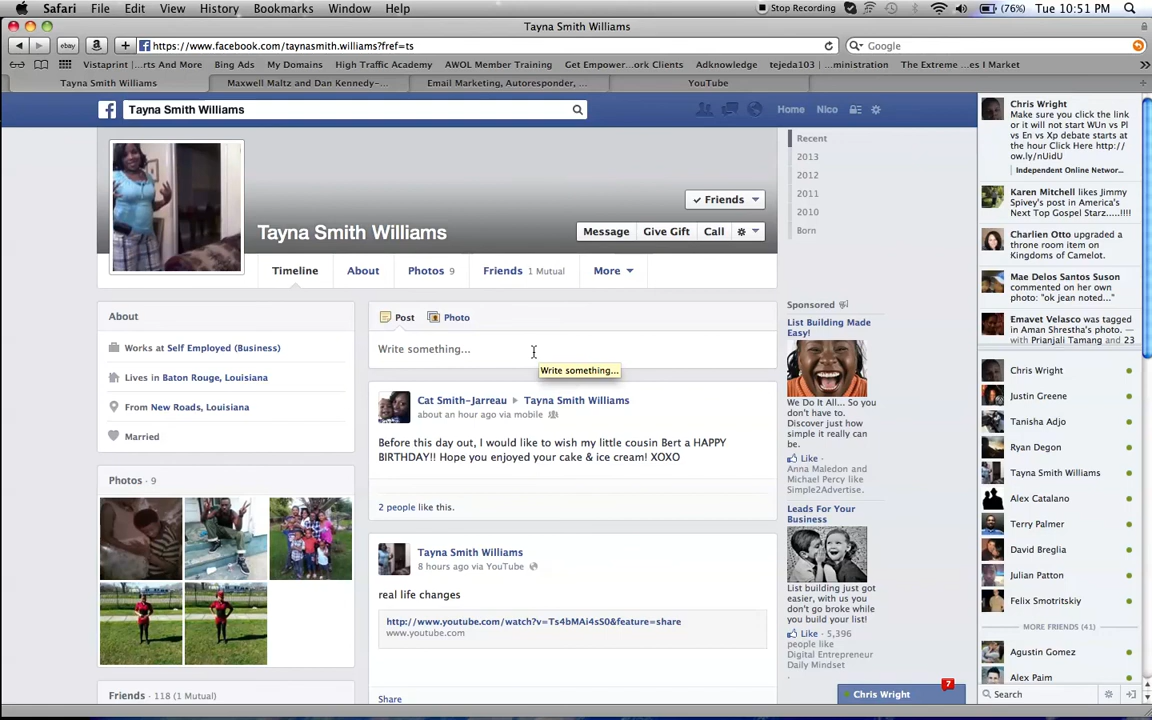 Safari File Edit View History Bookmarks Window Help Stop Recording (76%) Tue 10:51 PM
Tayna Smith Williams
ebay https://www.facebook.com/taynasmith.williams?fref=ts Google
Vistaprint |...rts And More Bing Ads My Domains High Traffic Academy AWOL Member Training Get Empower...rk Clients Adknowledge tejeda103 |...ministration The Extreme ...es I Market
Tayna Smith Williams Maxwell Maltz and Dan Kennedy-... Email Marketing, Autoresponder, ... YouTube
Tayna Smith Williams Home Nico
Friends
Tayna Smith Williams Message Give Gift Call
Timeline About Photos 9 Friends 1 Mutual More
About
Works at Self Employed (Business)
Lives in Baton Rouge, Louisiana
From New Roads, Louisiana
Married
Photos · 9
Friends · 118 (1 Mutual)
Post Photo
Write something...
Write something...
Cat Smith-Jarreau Tayna Smith Williams
about an hour ago via mobile
Before this day out, I would like to wish my little cousin Bert a HAPPY
BIRTHDAY!! Hope you enjoyed your cake & ice cream! XOXO
2 people like this.
Tayna Smith Williams
8 hours ago via YouTube
real life changes
http://www.youtube.com/watch?v=Ts4bMAi4sS0&feature=share
www.youtube.com
Share
Recent
2013
2012
2011
2010
Born
Sponsored
List Building Made
Easy!
We Do It All... So you
don't have to.
Discover just how
simple it really can
be.
Like ·
Anna Maledon and
Michael Percy like
Simple2Advertise.
Leads For Your
Business
List building just got
easier, with us you
don't go broke while
you build your list!
Like · 5,396
people like
Digital Entrepreneur
Daily Mindset
.
Chris Wright
Make sure you click the link
or it will not start WUn vs Pl
vs En vs Xp debate starts at
the hour Click Here http://
ow.ly/nUidU
Independent Online Networ...
Karen Mitchell likes Jimmy
Spivey's post in America's
Next Top Gospel Starz.....!!!!
Charlien Otto upgraded a
throne room item on
Kingdoms of Camelot.
Mae Delos Santos Suson
commented on her own
photo: "ok jean noted..."
Emavet Velasco was tagged
in Aman Shrestha's photo. —
with Prianjali Tamang and 23
Chris Wright
Justin Greene
Tanisha Adjo
Ryan Degon
Tayna Smith Williams
Alex Catalano
Terry Palmer
David Breglia
Julian Patton
Felix Smotritskiy
MORE FRIENDS (41)
Agustin Gomez
Alex Paim
Search
Chris Wright 7